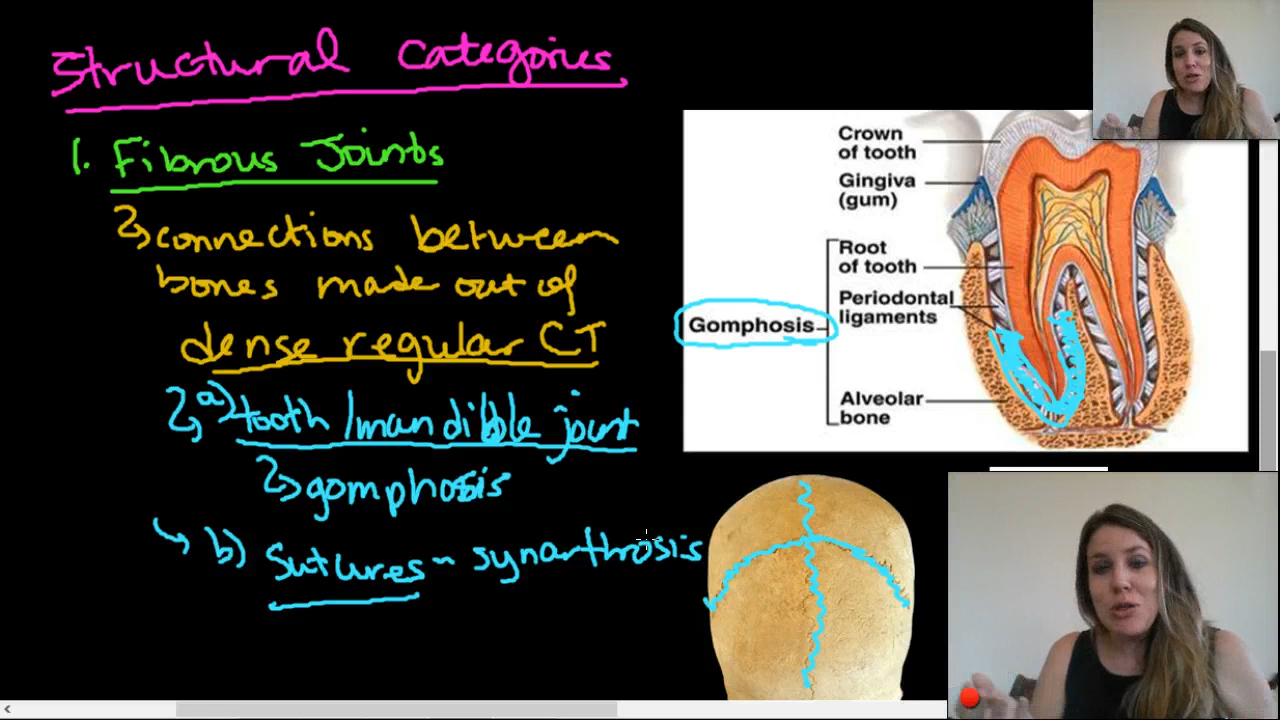 Structural Categories
1. Fibrous Joints
connections between
bones made out of
dense regular CT
a) tooth/mandibble joint
gomphosis
b) Sutures - synarthrosis
Crown
of tooth
Gingiva
(gum)
Root
of tooth
Periodontal
ligaments
Gomphosis
Alveolar
bone